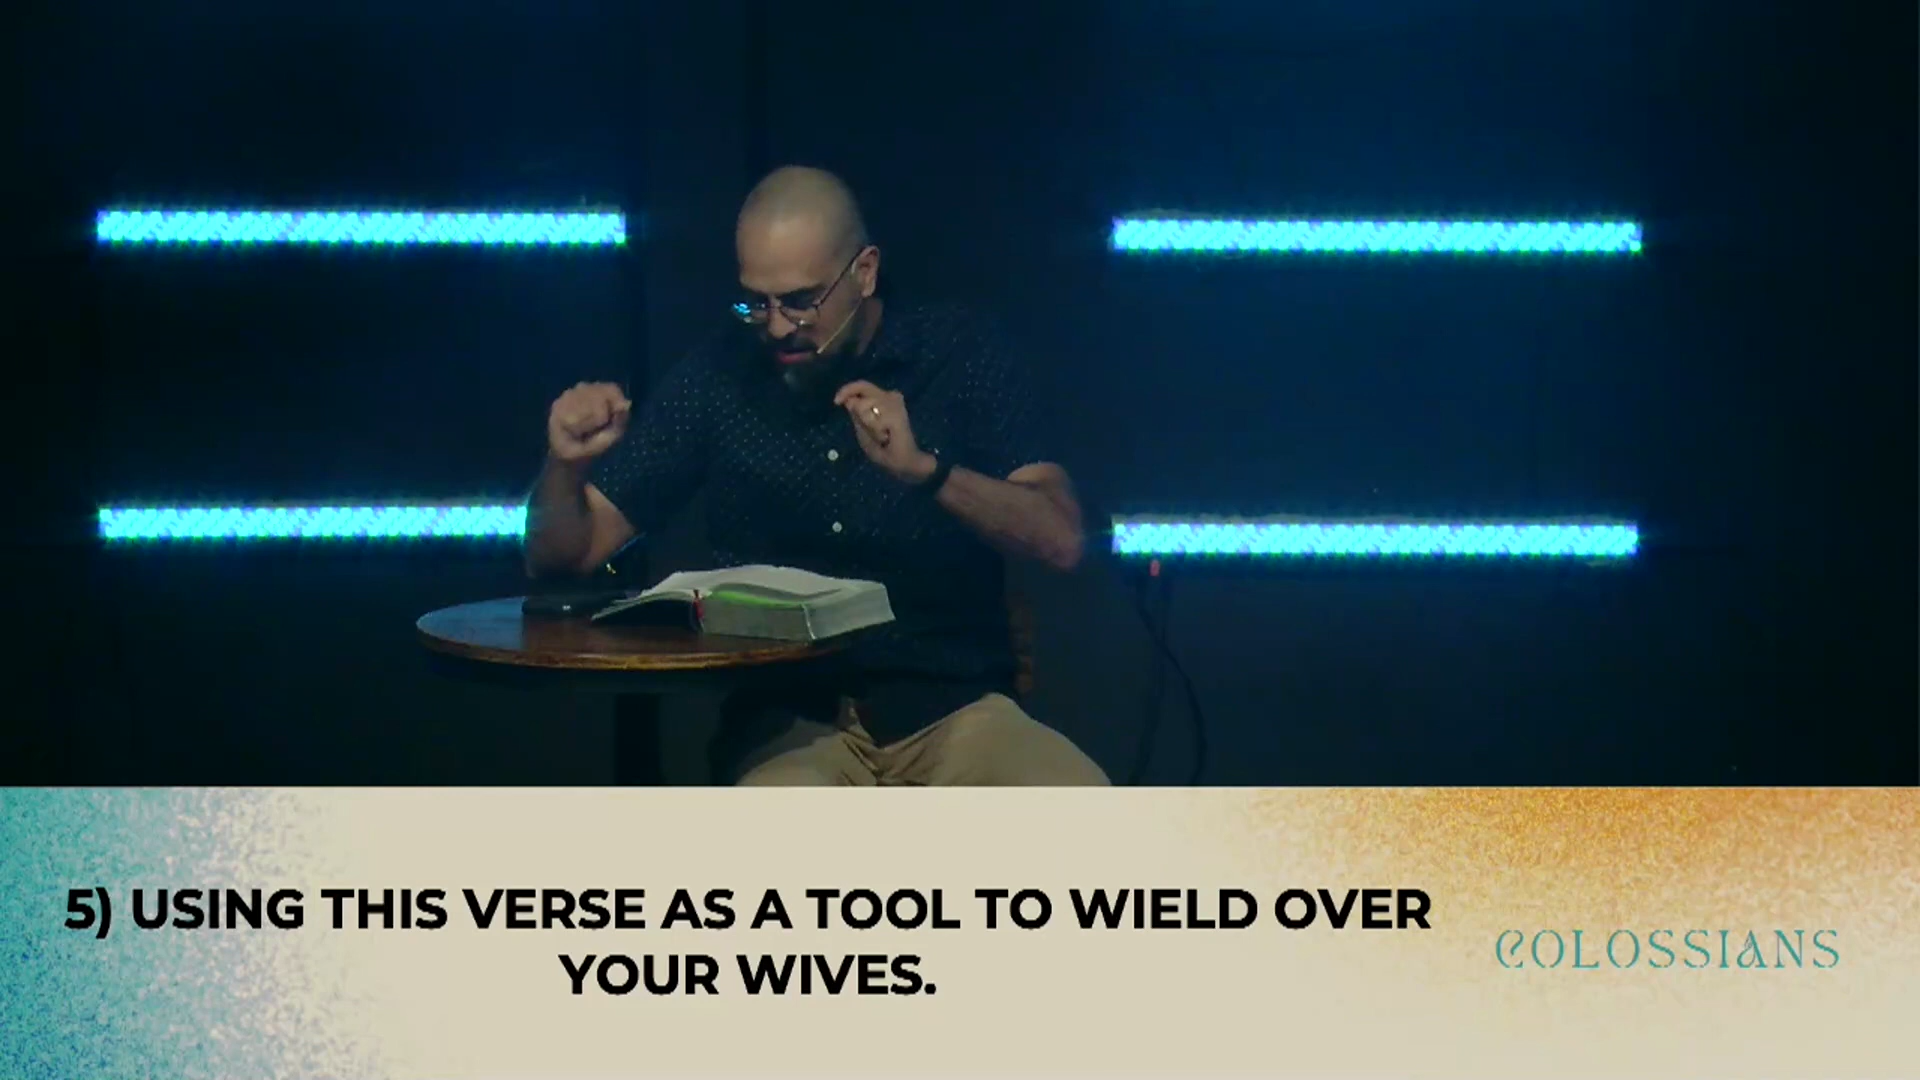 5) USING THIS VERSE AS A TOOL TO WIELD OVER
YOUR WIVES.
COLOSSIANS